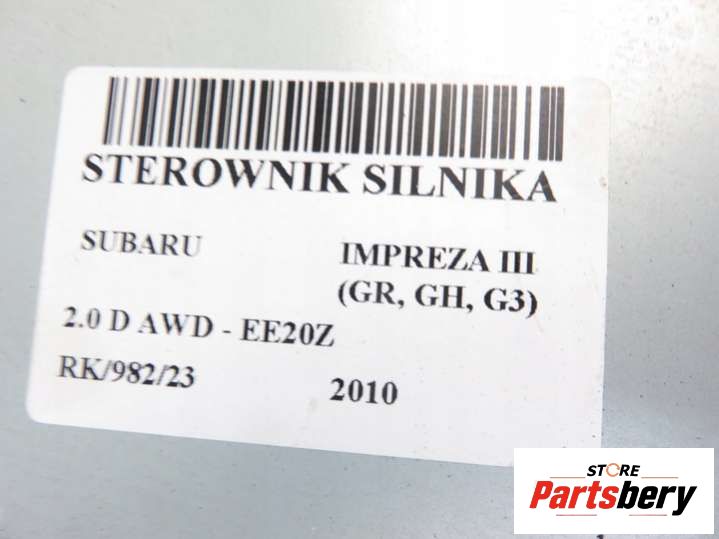 STEROWNIK SILNIKA
SUBARU IMPREZA III
(GR, GH, G3)
2.0 D AWD - EE20Z
RK/982/23 2010
STORE
Partsbery